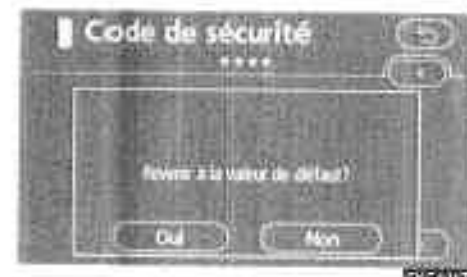 Code de sécurité
****
Revenir à la valeur de défaut?
Oui Non